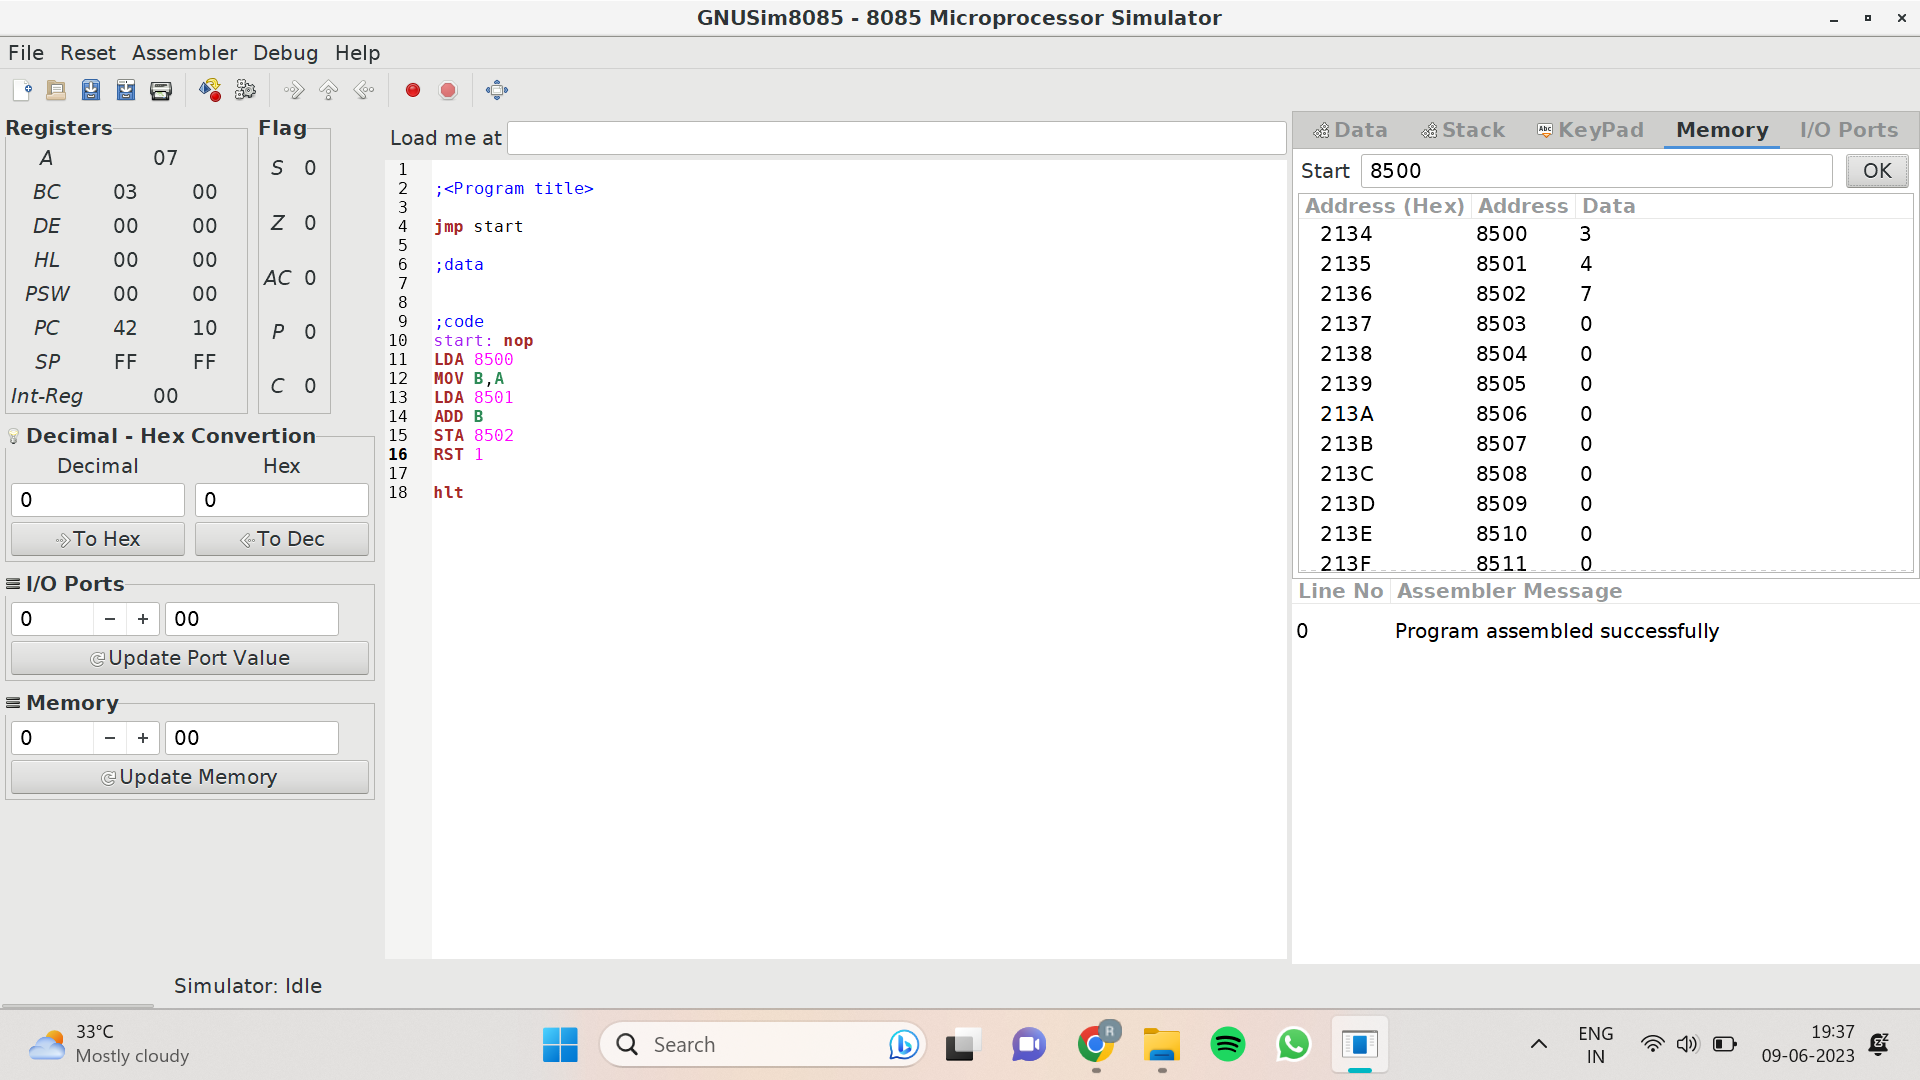 GNUSim8085 - 8085 Microprocessor Simulator
File Reset Assembler Debug Help
Registers
A 07
BC 03 00
DE 00 00
HL 00 00
PSW 00 00
PC 42 10
SP FF FF
Int-Reg 00
Flag
S 0
Z 0
AC 0
P 0
C 0
Decimal - Hex Convertion
Decimal Hex
0 0
To Hex To Dec
I/O Ports
0 − + 00
Update Port Value
Memory
0 − + 00
Update Memory
Load me at
1
2 ;<Program title>
3
4 jmp start
5
6 ;data
7
8
9 ;code
10 start: nop
11 LDA 8500
12 MOV B,A
13 LDA 8501
14 ADD B
15 STA 8502
16 RST 1
17
18 hlt
Data Stack Abc KeyPad Memory I/O Ports
Start 8500 OK
Address (Hex) Address Data
2134 8500 3
2135 8501 4
2136 8502 7
2137 8503 0
2138 8504 0
2139 8505 0
213A 8506 0
213B 8507 0
213C 8508 0
213D 8509 0
213E 8510 0
213F 8511 0
Line No Assembler Message
0 Program assembled successfully
Simulator: Idle
33°C
Mostly cloudy
Search
R
ENG
IN
19:37
09-06-2023